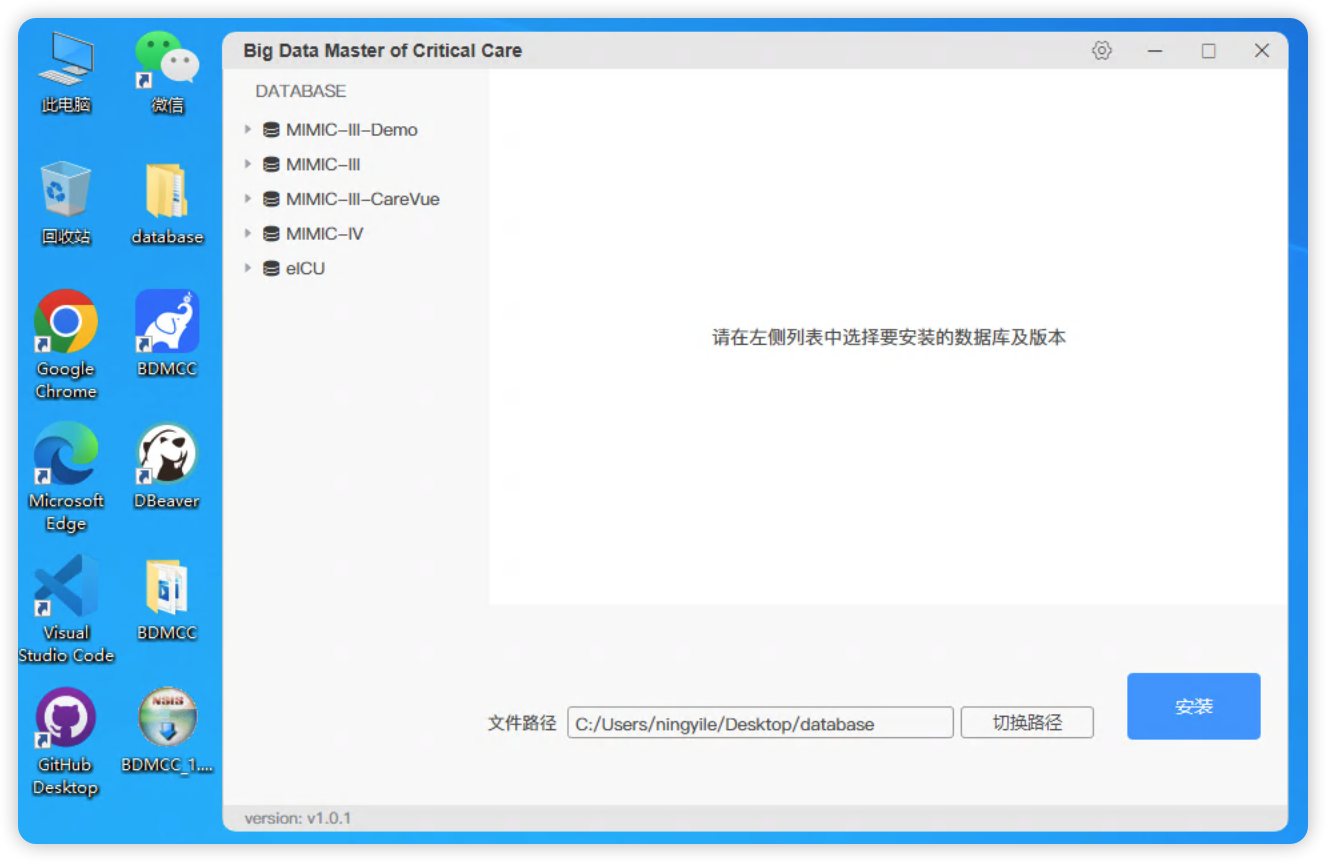 此电脑
微信
回收站
database
Google
Chrome
BDMCC
Microsoft
Edge
DBeaver
Visual
Studio Code
BDMCC
GitHub
Desktop
NSIS
BDMCC_1....
Big Data Master of Critical Care
DATABASE
MIMIC-III-Demo
MIMIC-III
MIMIC-III-CareVue
MIMIC-IV
eICU
请在左侧列表中选择要安装的数据库及版本
文件路径 C:/Users/ningyile/Desktop/database 切换路径
安装
version: v1.0.1